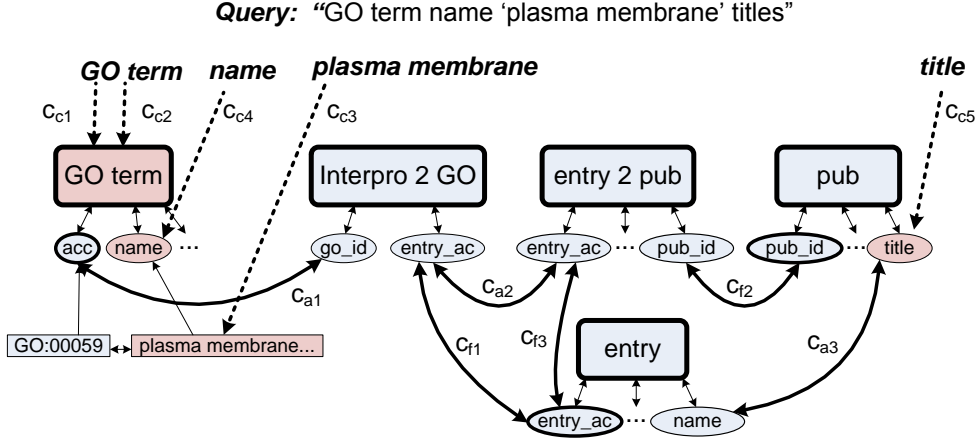 Query: “GO term name ‘plasma membrane’ titles”
GO term name plasma membrane title
cc1 cc2 cc4 cc3 cc5
GO term Interpro 2 GO entry 2 pub pub
acc name ... go_id entry_ac entry_ac ... pub_id pub_id ... title
ca1 ca2 cf2
GO:00059 plasma membrane... cf1 cf3 entry ca3
entry_ac ... name